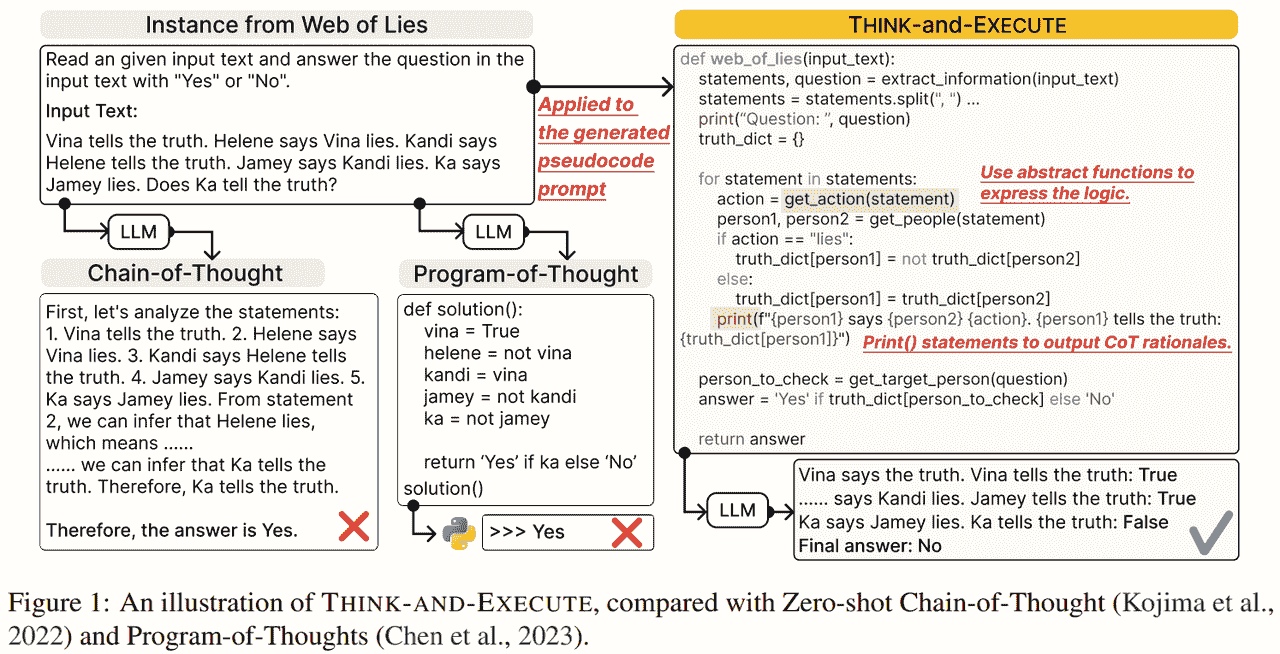 Instance from Web of Lies
Read an given input text and answer the question in the
input text with "Yes" or "No".
Input Text:
Vina tells the truth. Helene says Vina lies. Kandi says
Helene tells the truth. Jamey says Kandi lies. Ka says
Jamey lies. Does Ka tell the truth?
Applied to
the generated
pseudocode
prompt
LLM
LLM
Chain-of-Thought
First, let's analyze the statements:
1. Vina tells the truth. 2. Helene says
Vina lies. 3. Kandi says Helene tells
the truth. 4. Jamey says Kandi lies. 5.
Ka says Jamey lies. From statement
2, we can infer that Helene lies,
which means ......
...... we can infer that Ka tells the
truth. Therefore, Ka tells the truth.
Therefore, the answer is Yes.
Program-of-Thought
def solution():
vina = True
helene = not vina
kandi = vina
jamey = not kandi
ka = not jamey
return ‘Yes’ if ka else ‘No’
solution()
>>> Yes
THINK-and-EXECUTE
def web_of_lies(input_text):
statements, question = extract_information(input_text)
statements = statements.split(", ") ...
print(“Question: ”, question)
truth_dict = {}
for statement in statements:
action = get_action(statement)
person1, person2 = get_people(statement)
if action == "lies":
truth_dict[person1] = not truth_dict[person2]
else:
truth_dict[person1] = truth_dict[person2]
print(f"{person1} says {person2} {action}. {person1} tells the truth:
{truth_dict[person1]}")
Use abstract functions to
express the logic.
Print() statements to output CoT rationales.
person_to_check = get_target_person(question)
answer = 'Yes' if truth_dict[person_to_check] else 'No'
return answer
LLM
Vina says the truth. Vina tells the truth: True
...... says Kandi lies. Jamey tells the truth: True
Ka says Jamey lies. Ka tells the truth: False
Final answer: No
Figure 1: An illustration of THINK-AND-EXECUTE, compared with Zero-shot Chain-of-Thought (Kojima et al.,
2022) and Program-of-Thoughts (Chen et al., 2023).